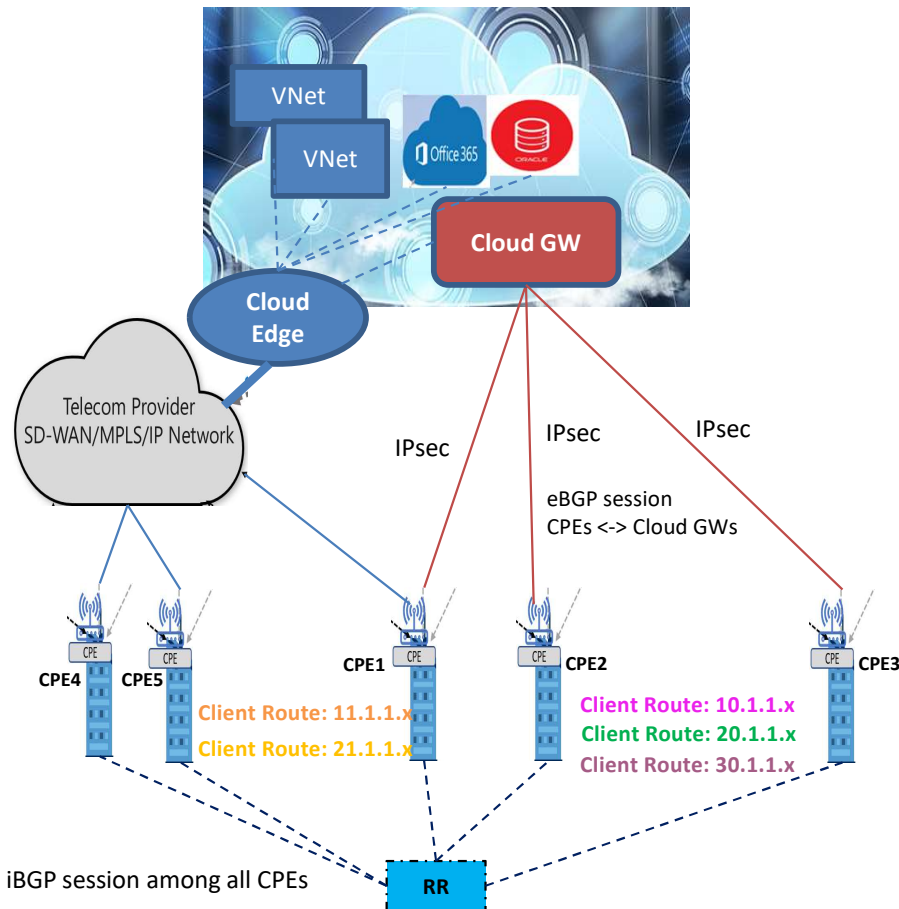 VNet
VNet
Office 365
ORACLE
Cloud GW
Cloud
Edge
Telecom Provider
SD-WAN/MPLS/IP Network
IPsec
IPsec
IPsec
eBGP session
CPEs <-> Cloud GWs
CPE
CPE
CPE
CPE
CPE
CPE4
CPE5
CPE1
CPE2
CPE3
Client Route: 11.1.1.x
Client Route: 21.1.1.x
Client Route: 10.1.1.x
Client Route: 20.1.1.x
Client Route: 30.1.1.x
iBGP session among all CPEs
RR